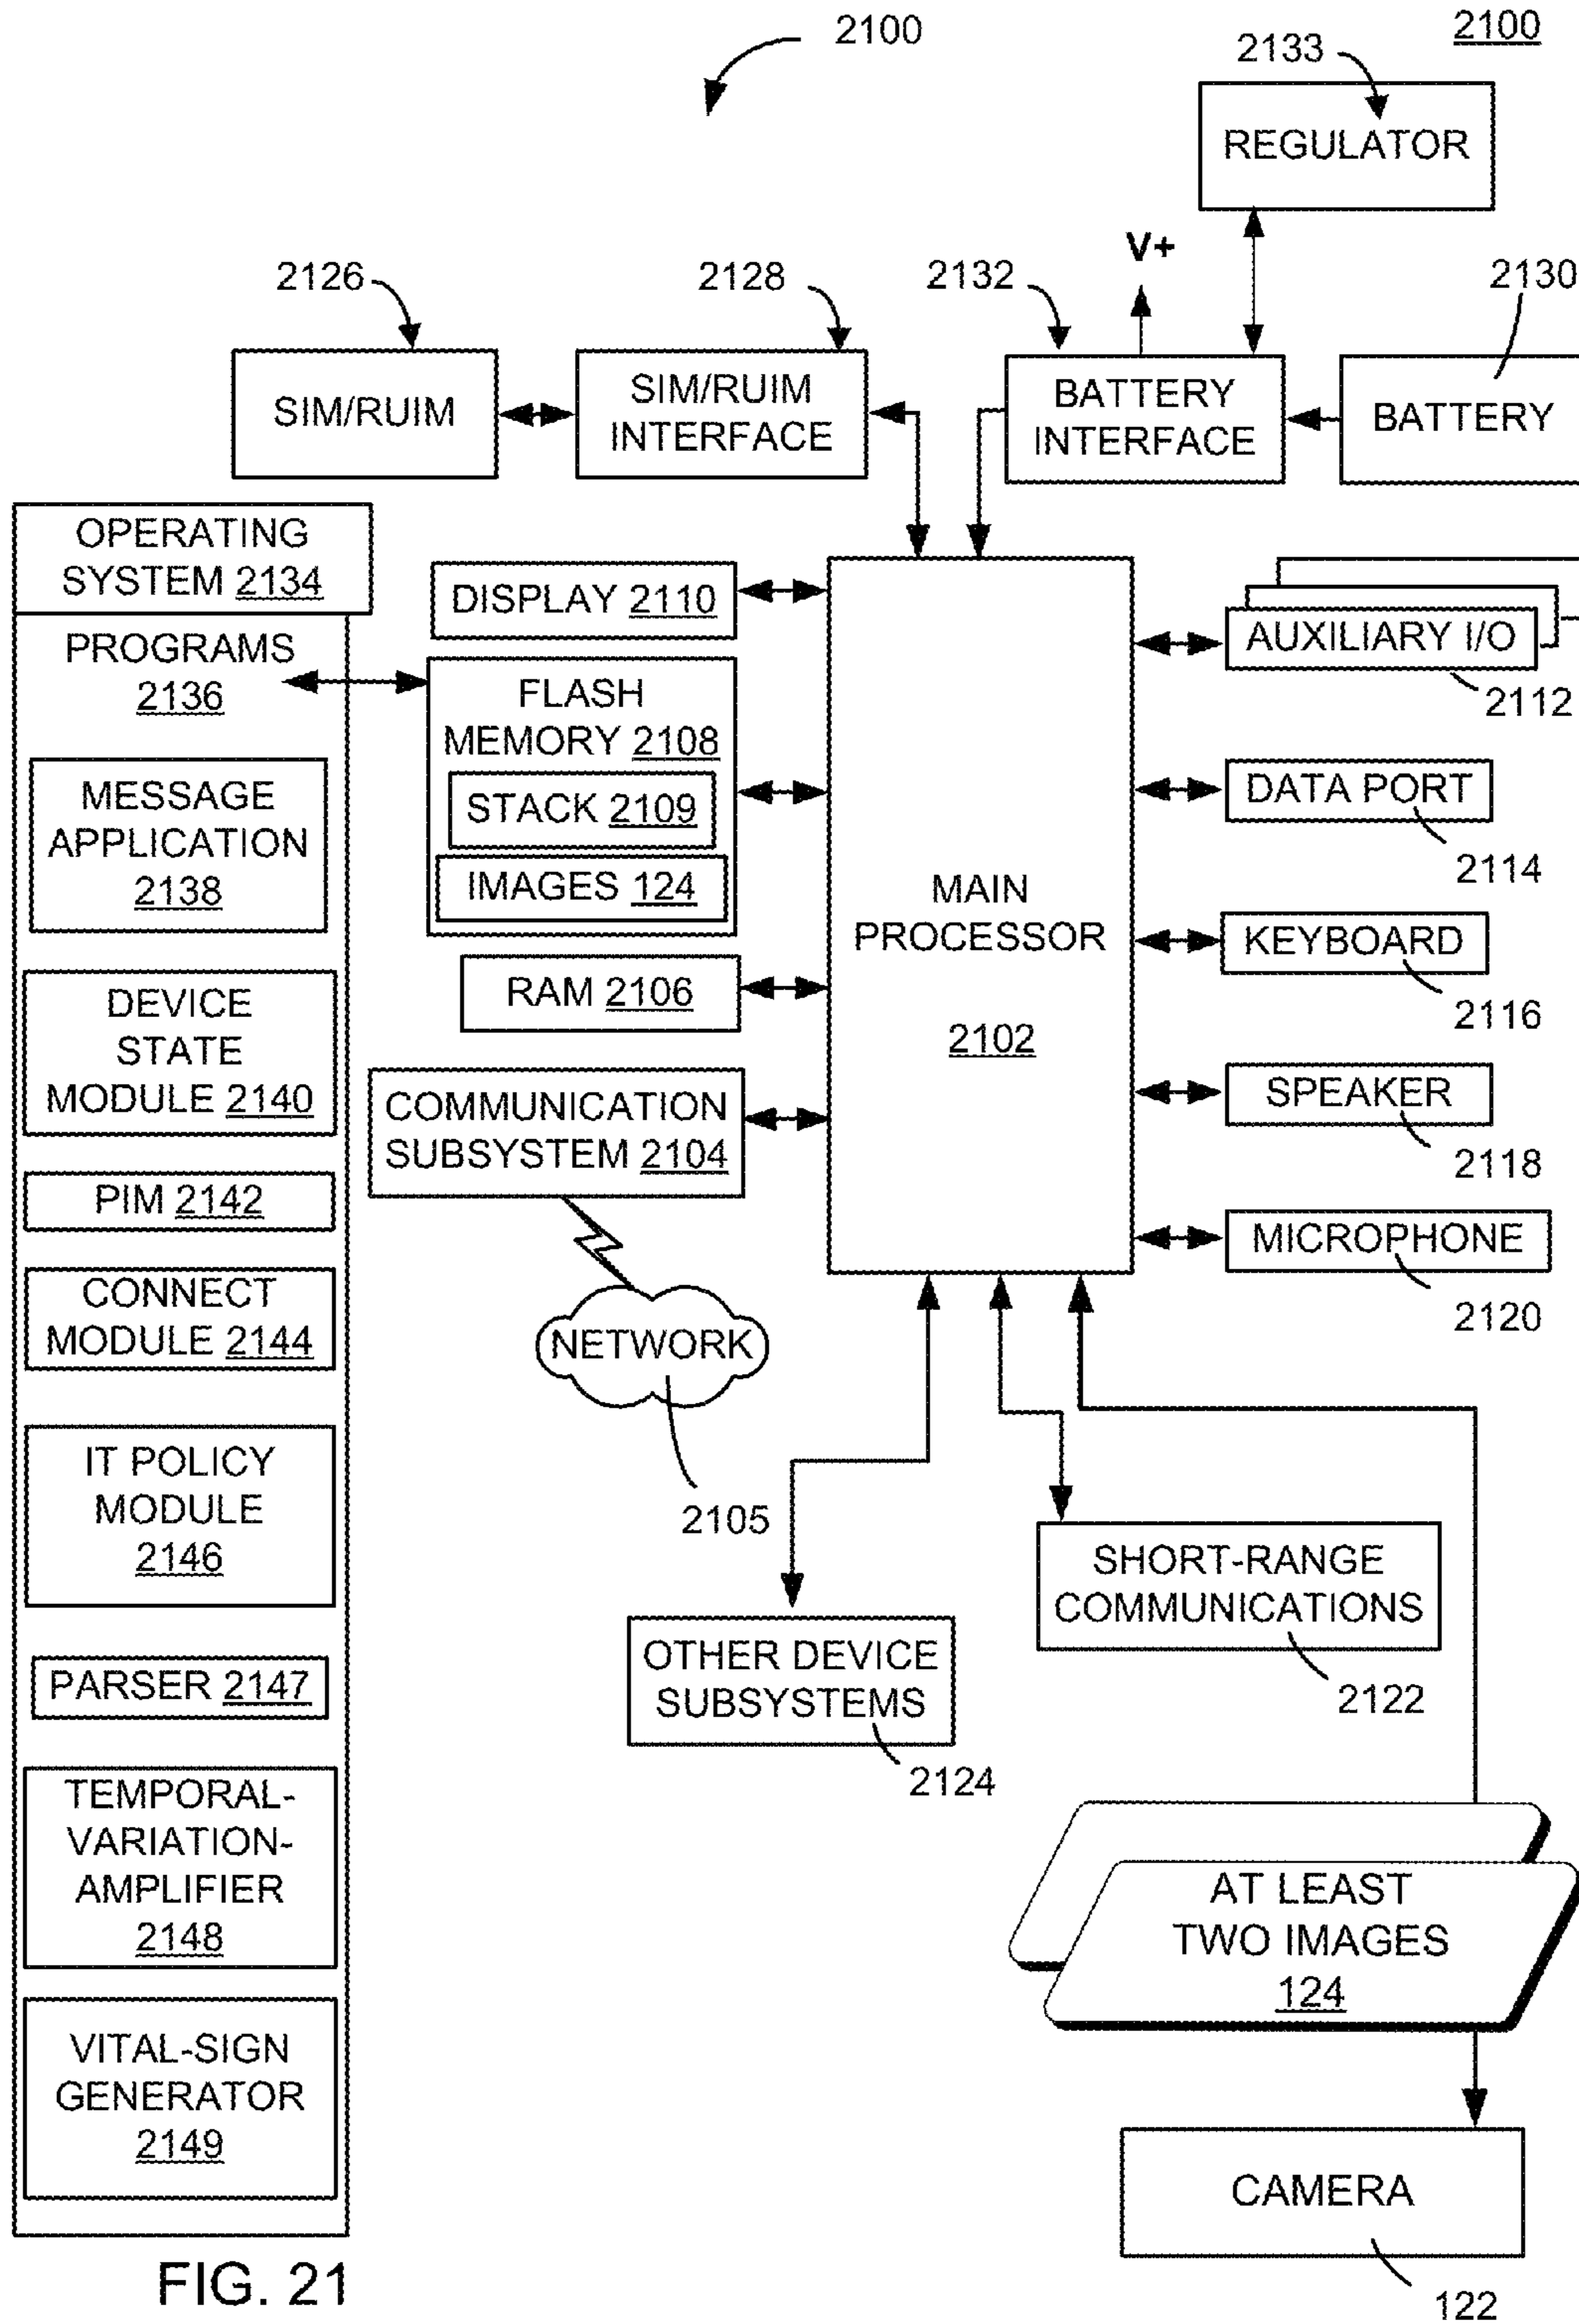 2100
2100
2133
REGULATOR
V+
2126
2128
2132
2130
SIM/RUIM
SIM/RUIM
INTERFACE
BATTERY
INTERFACE
BATTERY
OPERATING
SYSTEM 2134
PROGRAMS
2136
MESSAGE
APPLICATION
2138
DEVICE
STATE
MODULE 2140
PIM 2142
CONNECT
MODULE 2144
IT POLICY
MODULE
2146
PARSER 2147
TEMPORAL-
VARIATION-
AMPLIFIER
2148
VITAL-SIGN
GENERATOR
2149
DISPLAY 2110
FLASH
MEMORY 2108
STACK 2109
IMAGES 124
RAM 2106
COMMUNICATION
SUBSYSTEM 2104
NETWORK
2105
MAIN
PROCESSOR
2102
AUXILIARY I/O
2112
DATA PORT
2114
KEYBOARD
2116
SPEAKER
2118
MICROPHONE
2120
SHORT-RANGE
COMMUNICATIONS
2122
OTHER DEVICE
SUBSYSTEMS
2124
AT LEAST
TWO IMAGES
124
CAMERA
122
FIG. 21